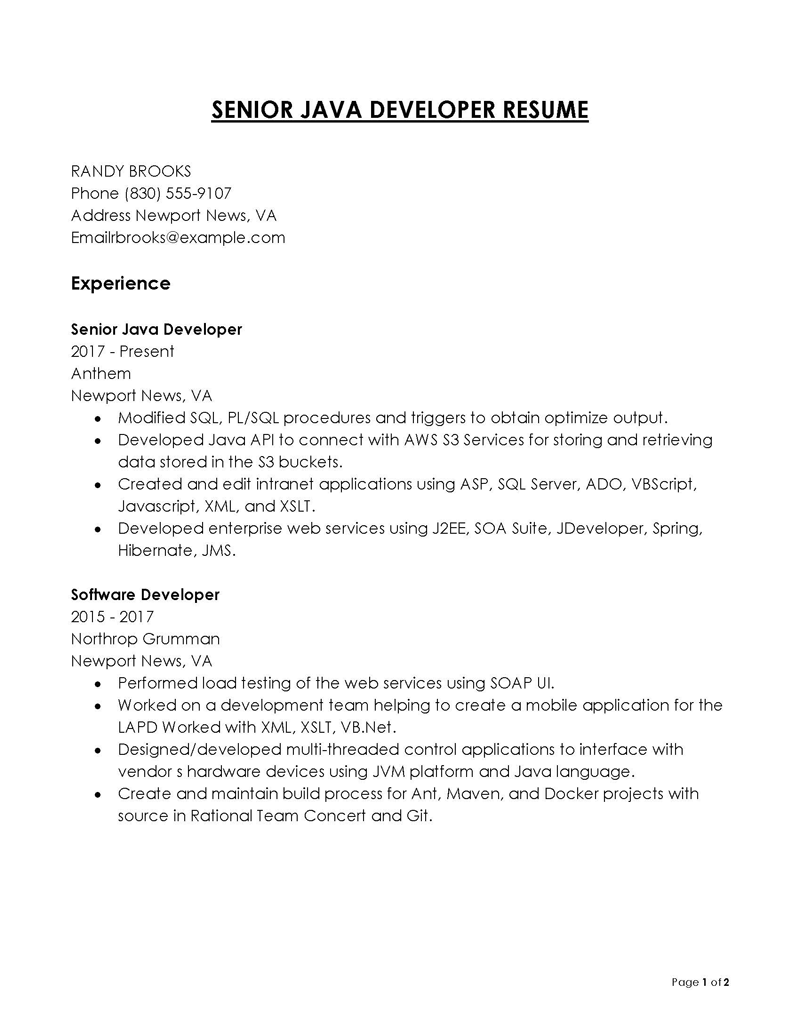 SENIOR JAVA DEVELOPER RESUME
RANDY BROOKS
Phone (830) 555-9107
Address Newport News, VA
Emailrbrooks@example.com
Experience
Senior Java Developer
2017 - Present
Anthem
Newport News, VA
• Modified SQL, PL/SQL procedures and triggers to obtain optimize output.
• Developed Java API to connect with AWS S3 Services for storing and retrieving
data stored in the S3 buckets.
• Created and edit intranet applications using ASP, SQL Server, ADO, VBScript,
Javascript, XML, and XSLT.
• Developed enterprise web services using J2EE, SOA Suite, JDeveloper, Spring,
Hibernate, JMS.
Software Developer
2015 - 2017
Northrop Grumman
Newport News, VA
• Performed load testing of the web services using SOAP UI.
• Worked on a development team helping to create a mobile application for the
LAPD Worked with XML, XSLT, VB.Net.
• Designed/developed multi-threaded control applications to interface with
vendor s hardware devices using JVM platform and Java language.
• Create and maintain build process for Ant, Maven, and Docker projects with
source in Rational Team Concert and Git.
Page 1 of 2